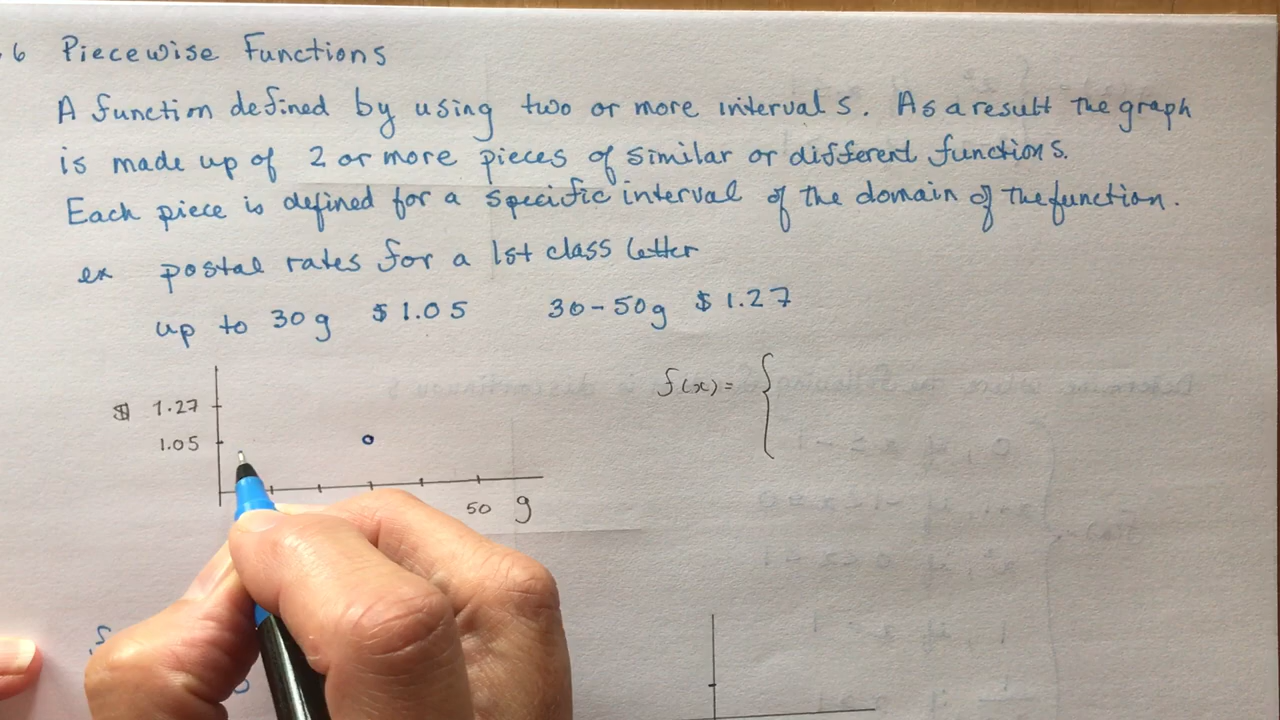 .6 Piecewise Functions
A function defined by using two or more intervals. As a result the graph
is made up of 2 or more pieces of similar or different functions.
Each piece is defined for a specific interval of the domain of the function.
ex postal rates for a 1st class letter
up to 30g $1.05 30-50g $1.27
$ 1.27
1.05
50 g
f(x)= {